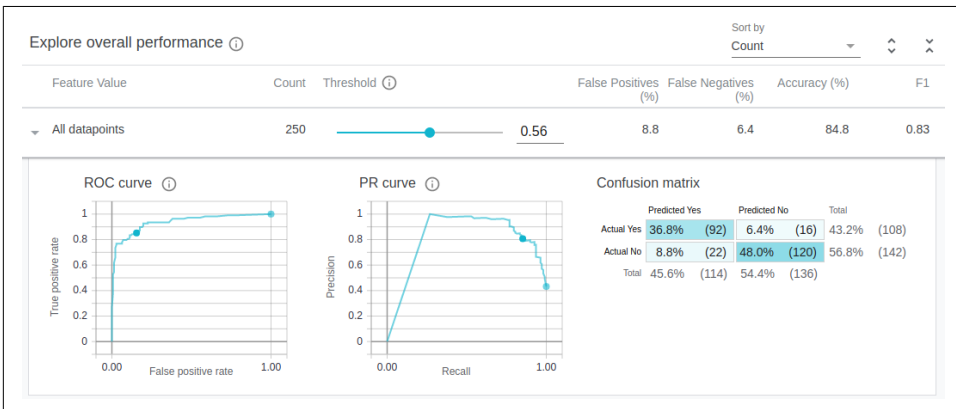 Sort by
Explore overall performance ⓘ Count
Feature Value Count Threshold ⓘ False Positives (%) False Negatives (%) Accuracy (%) F1
All datapoints 250 0.56 8.8 6.4 84.8 0.83
ROC curve ⓘ PR curve ⓘ Confusion matrix
Predicted Yes Predicted No Total
Actual Yes 36.8% (92) 6.4% (16) 43.2% (108)
Actual No 8.8% (22) 48.0% (120) 56.8% (142)
Total 45.6% (114) 54.4% (136)
True positive rate
1
0.8
0.6
0.4
0.2
0
0.00 1.00
False positive rate
Precision
1
0.8
0.6
0.4
0.2
0
0.00 1.00
Recall